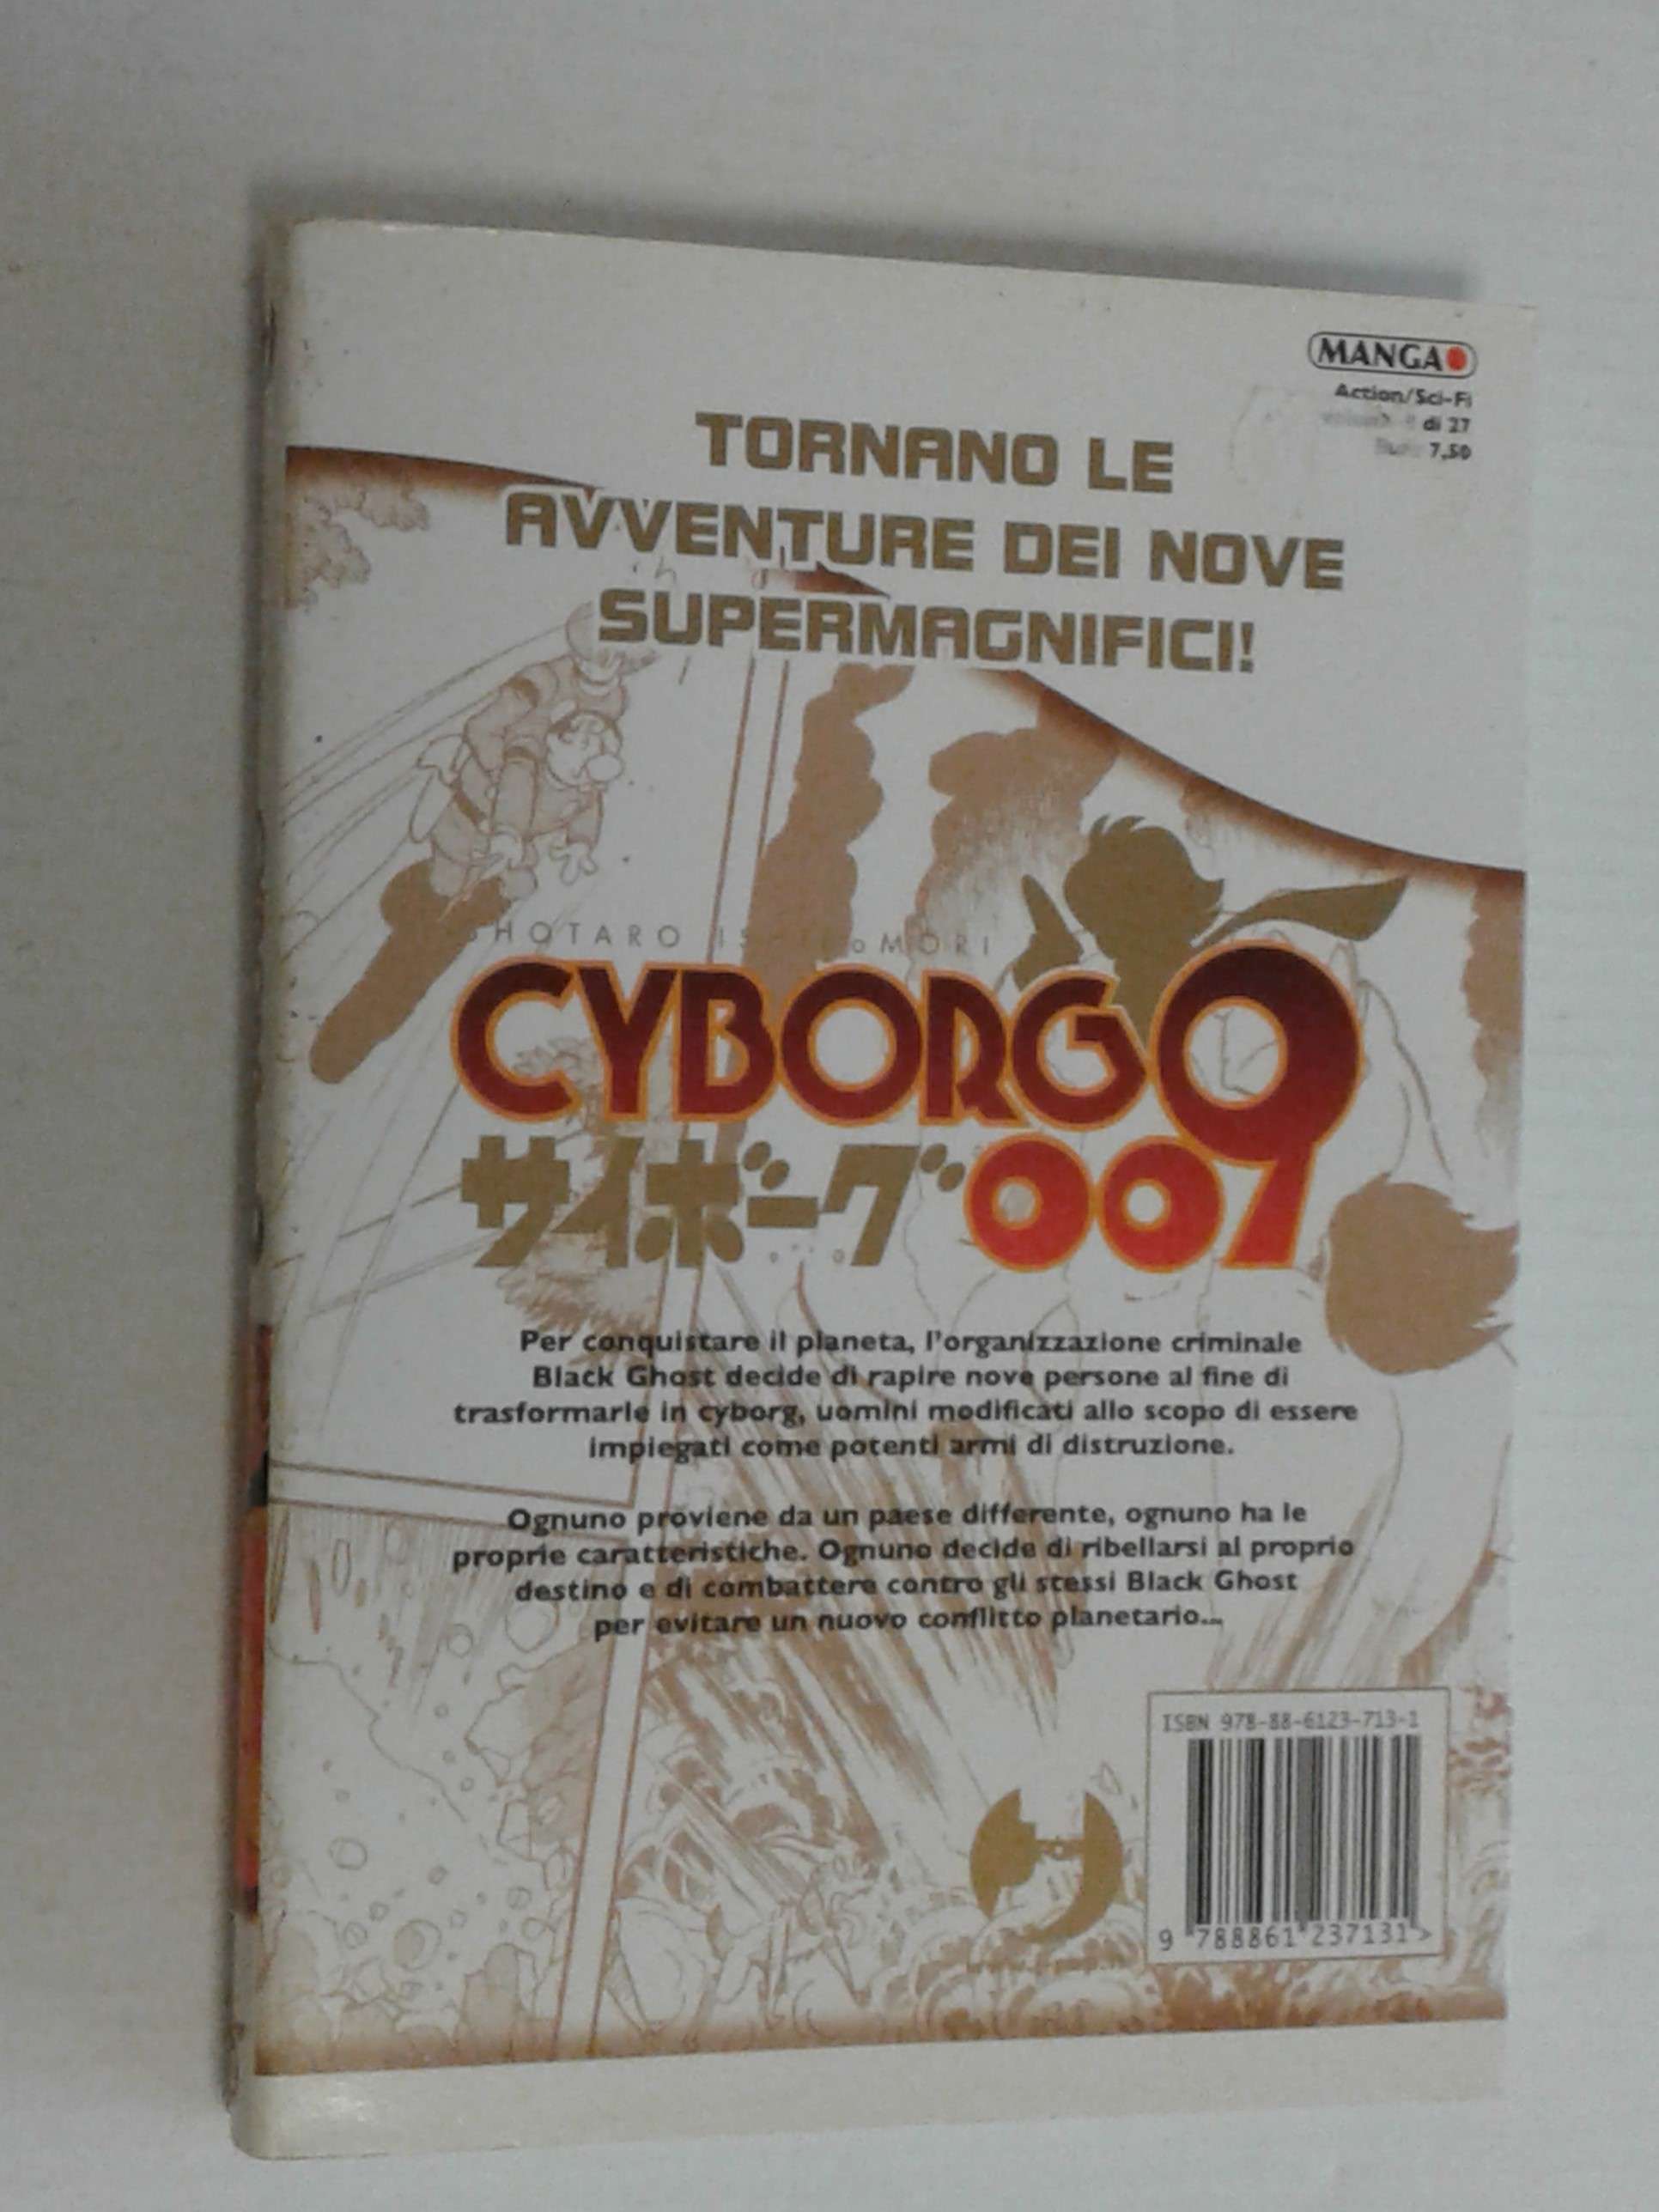 MANGA
Action/Sci-Fi
di 27
7,50
TORNANO LE
AVVENTURE DEI NOVE
SUPERMAGNIFICI!
SHOTARO
CYBORG 009
サイボーグ
Per conquistare il planeta, l'organizzazione criminale
Black Ghost decide di rapire nove persone al fine di
trasformarle in cyborg, uomini modificati allo scopo di essere
impiegati come potenti armi di distruzione.
Ognuno proviene da un paese differente, ognuno ha le
proprie caratteristiche. Ognuno decide di ribellarsi al proprio
destino e di combattere contro gli stessi Black Ghost
per evitare un nuovo conflitto planetario...
ISBN 978-88-6123-713-1
9 788861 237131 >